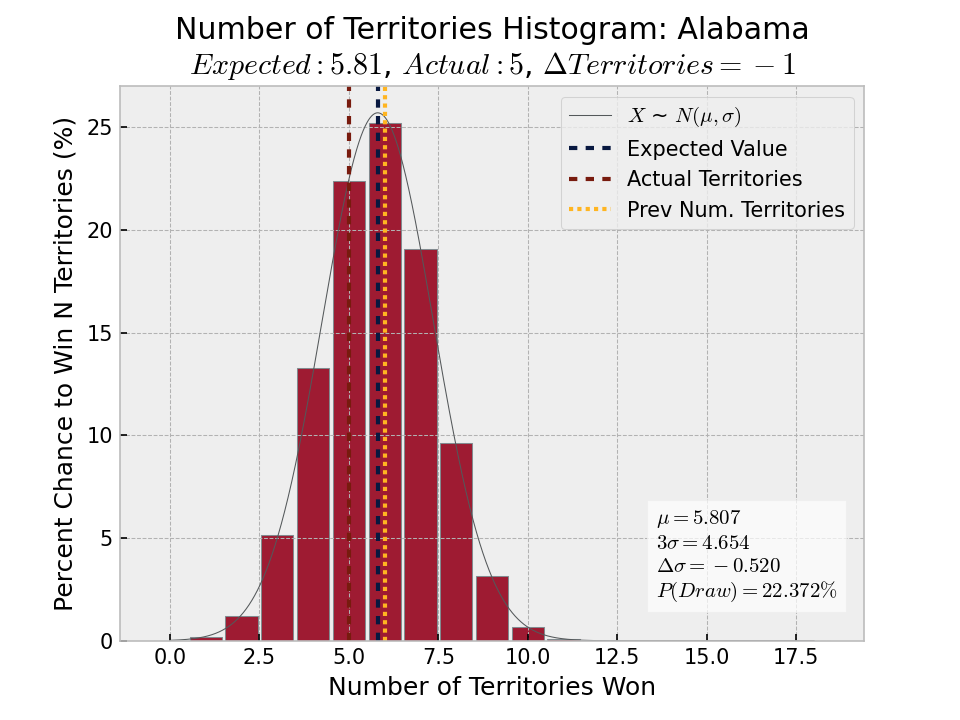 Number of Territories Histogram: Alabama
Expected : 5.81, Actual : 5, ΔTerritories = −1
X ∼ N(μ, σ)
Expected Value
Actual Territories
Prev Num. Territories
Percent Chance to Win N Territories (%)
25
20
15
10
5
0
μ = 5.807
3σ = 4.654
Δσ = −0.520
P(Draw) = 22.372%
0.0 2.5 5.0 7.5 10.0 12.5 15.0 17.5
Number of Territories Won